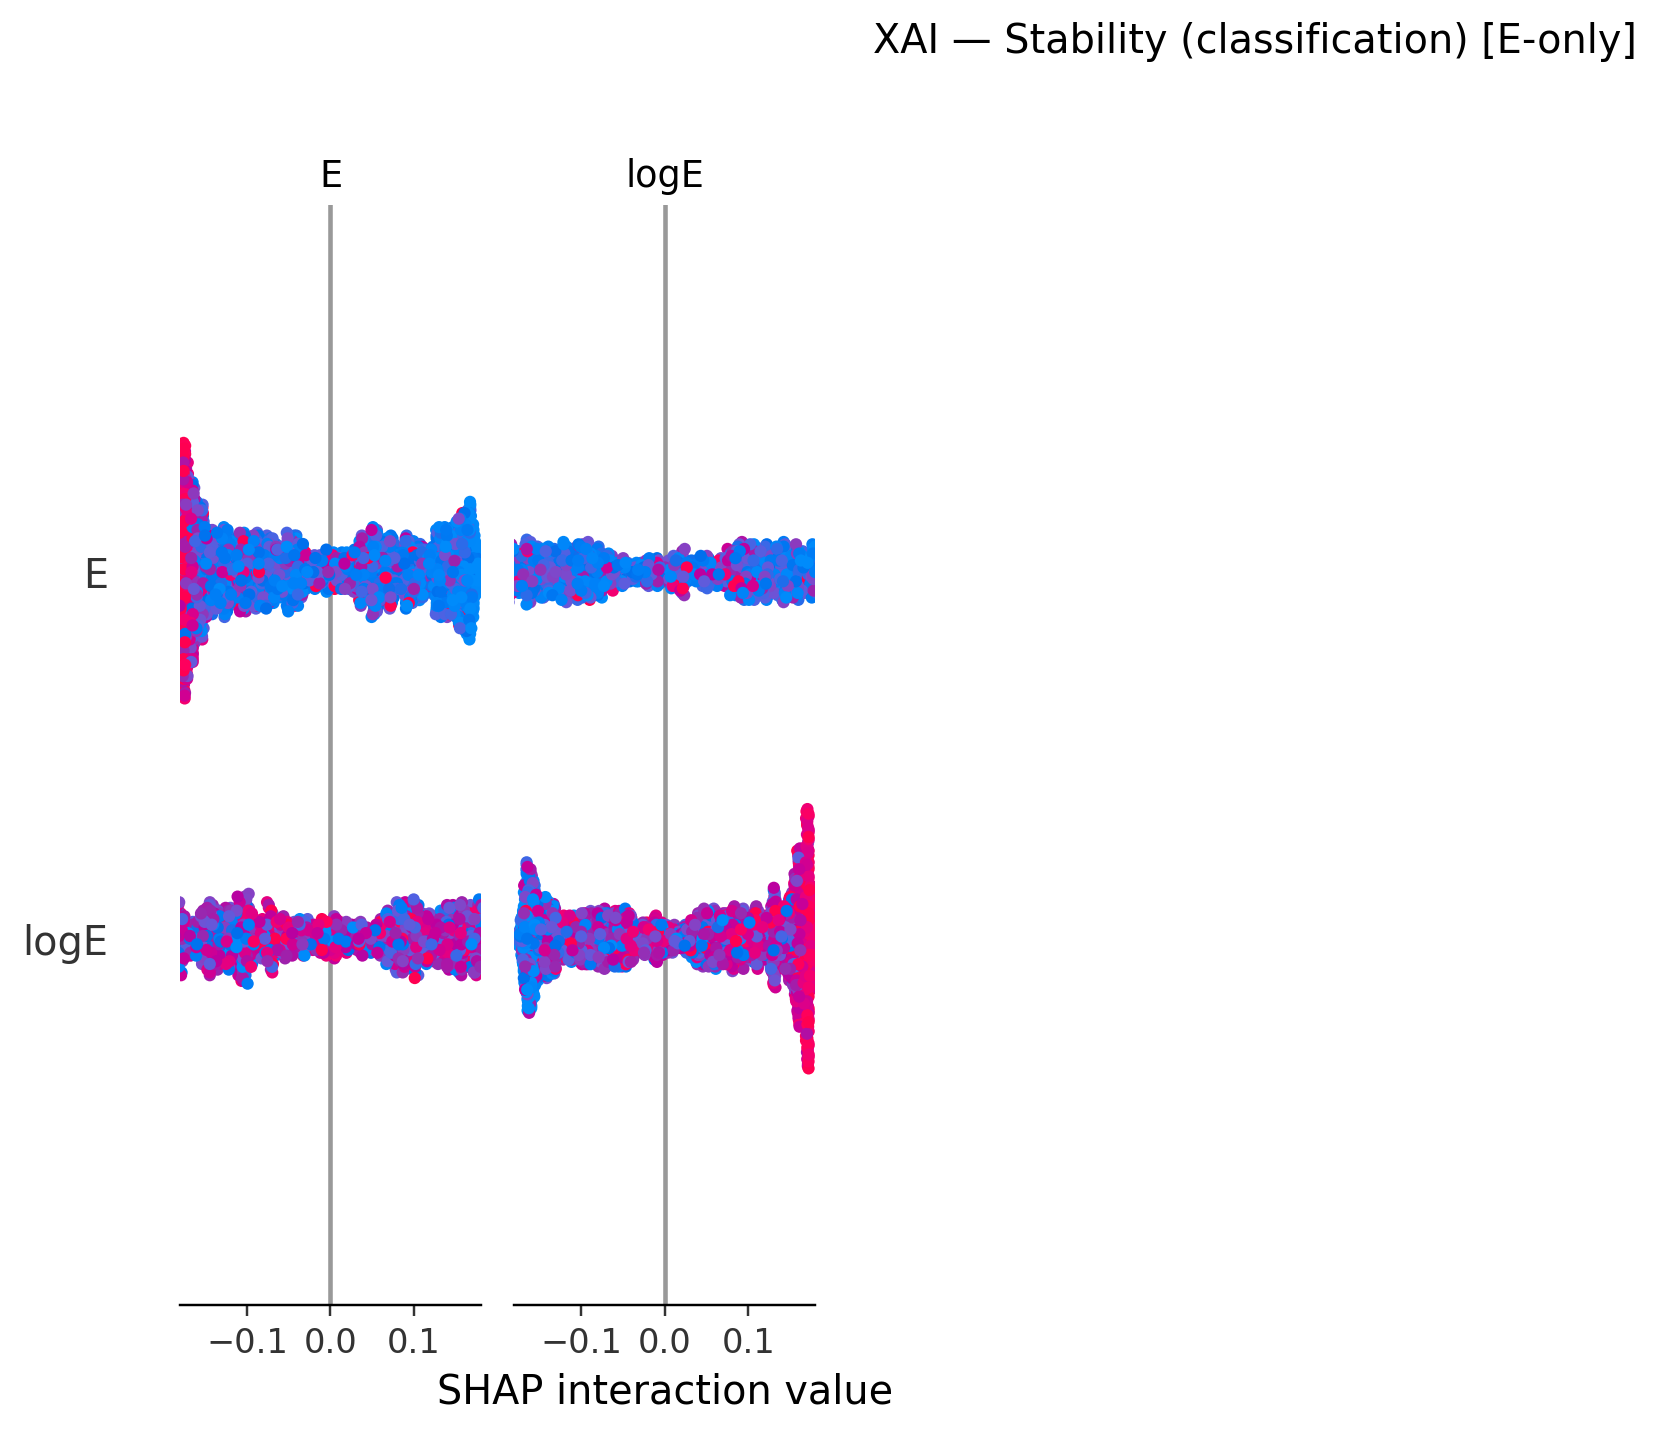 XAI — Stability (classification) [E-only]
E logE
E
logE
−0.1 0.0 0.1 −0.1 0.0 0.1
SHAP interaction value